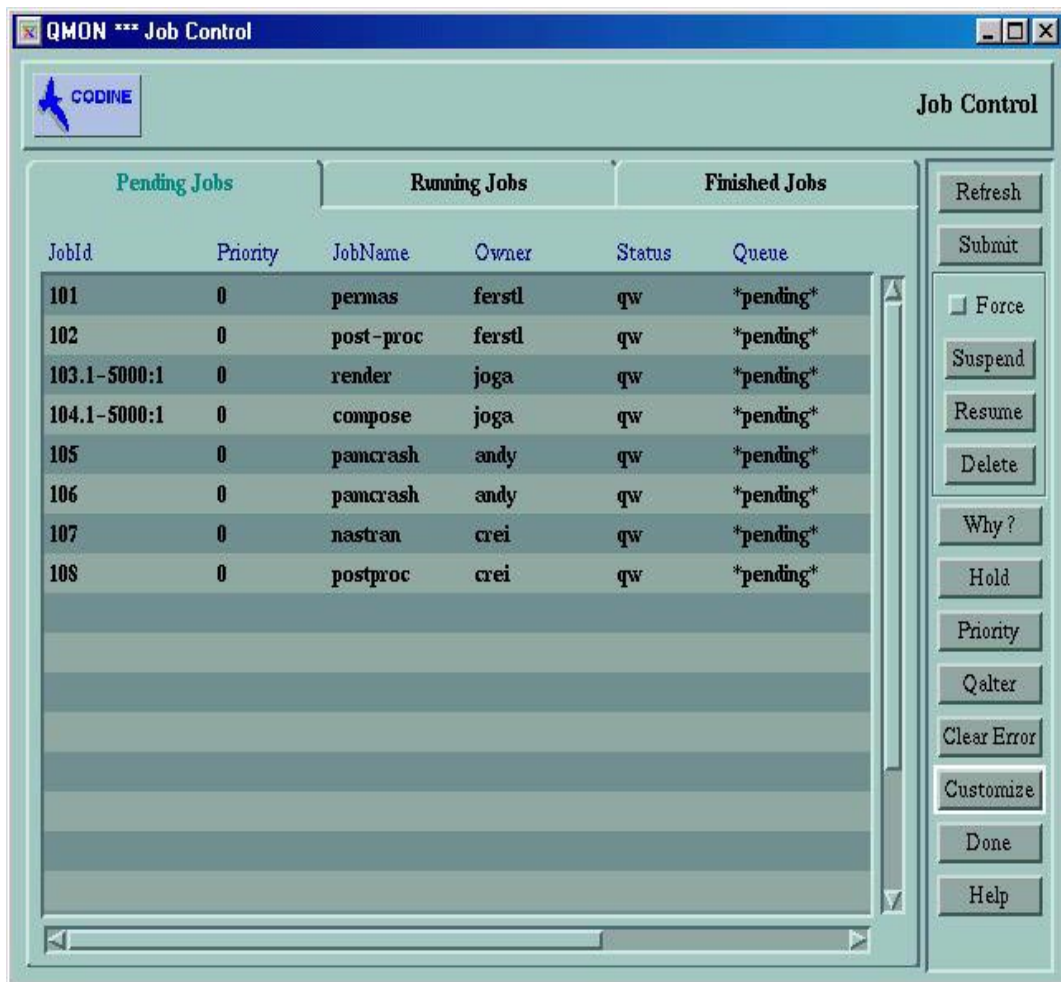 QMON *** Job Control
CODINE
Job Control
Pending Jobs Running Jobs Finished Jobs
JobId Priority JobName Owner Status Queue
101 0 permas ferstl qw *pending*
102 0 post-proc ferstl qw *pending*
103.1-5000:1 0 render joga qw *pending*
104.1-5000:1 0 compose joga qw *pending*
105 0 pamcrash andy qw *pending*
106 0 pamcrash andy qw *pending*
107 0 nastran crei qw *pending*
108 0 postproc crei qw *pending*
Refresh
Submit
Force
Suspend
Resume
Delete
Why ?
Hold
Priority
Qalter
Clear Error
Customize
Done
Help